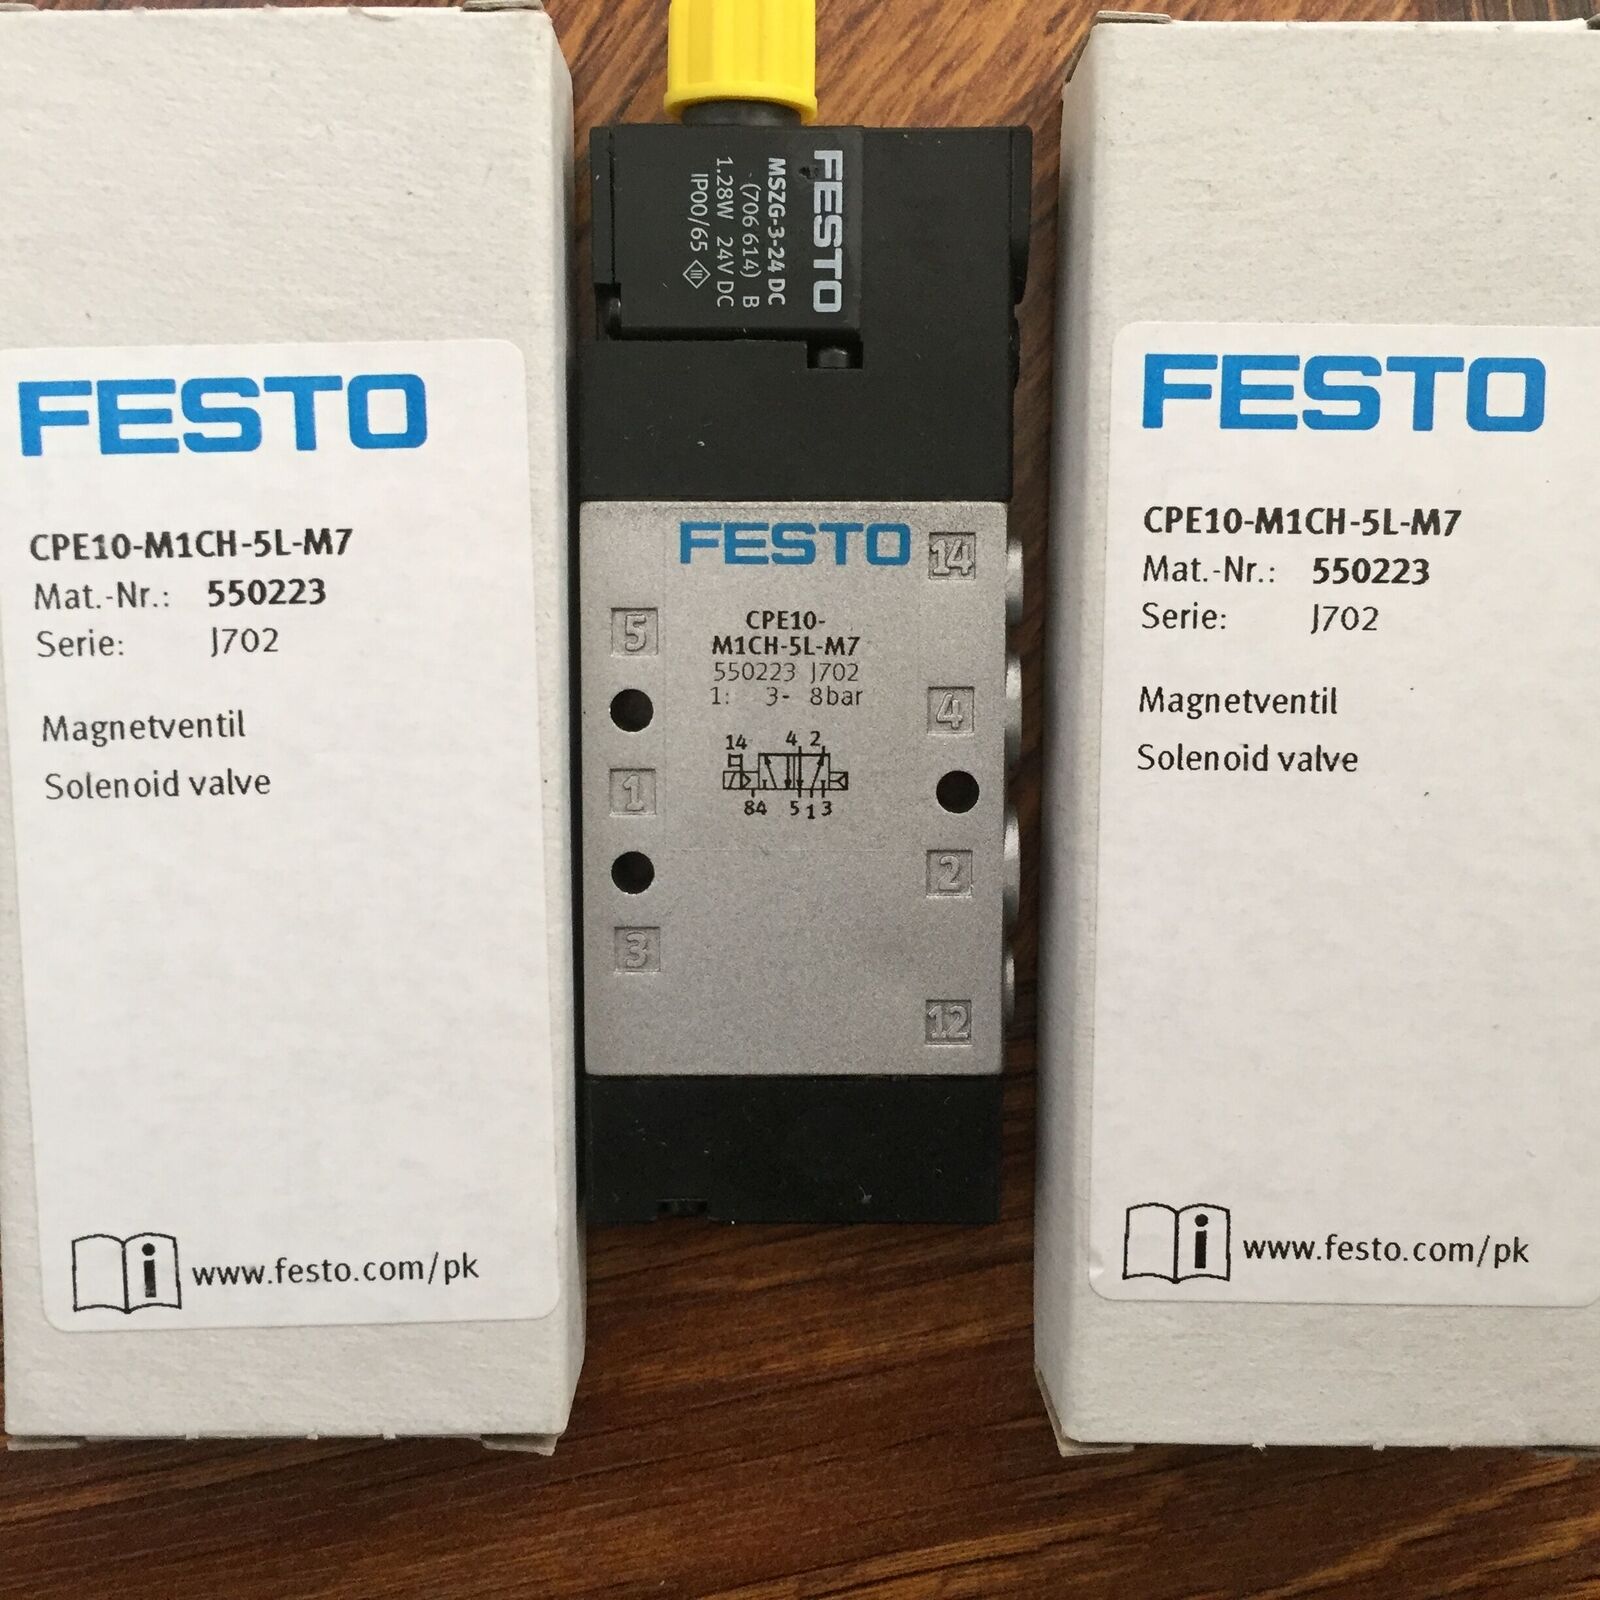 FESTO
CPE10-M1CH-5L-M7
Mat.-Nr.: 550223
Serie: J702
Magnetventil
Solenoid valve
i www.festo.com/pk
FESTO
MSZG-3-24 DC
(706 614) B
1.28W 24V DC
IP00/65 III
FESTO
14
5
CPE10-
M1CH-5L-M7
550223 J702
1: 3- 8bar
4
14 4 2
84 5 1 3
1
2
3
12
FESTO
CPE10-M1CH-5L-M7
Mat.-Nr.: 550223
Serie: J702
Magnetventil
Solenoid valve
i www.festo.com/pk